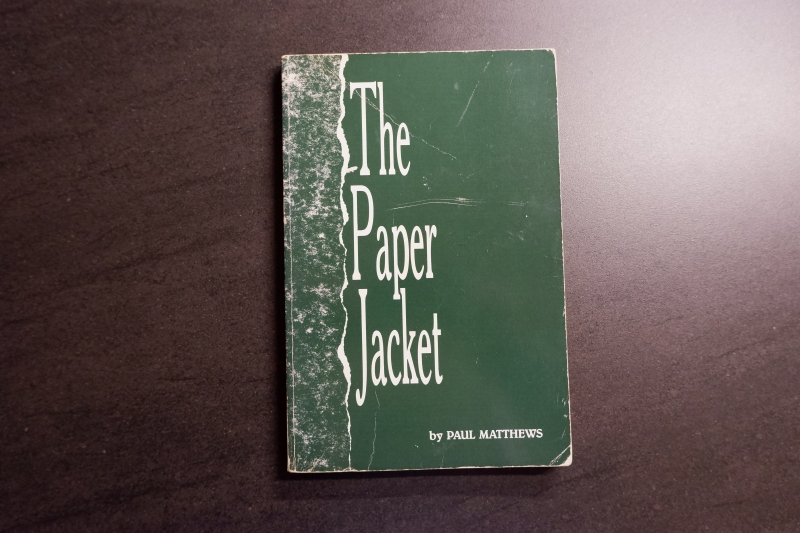 The
Paper
Jacket
by PAUL MATTHEWS